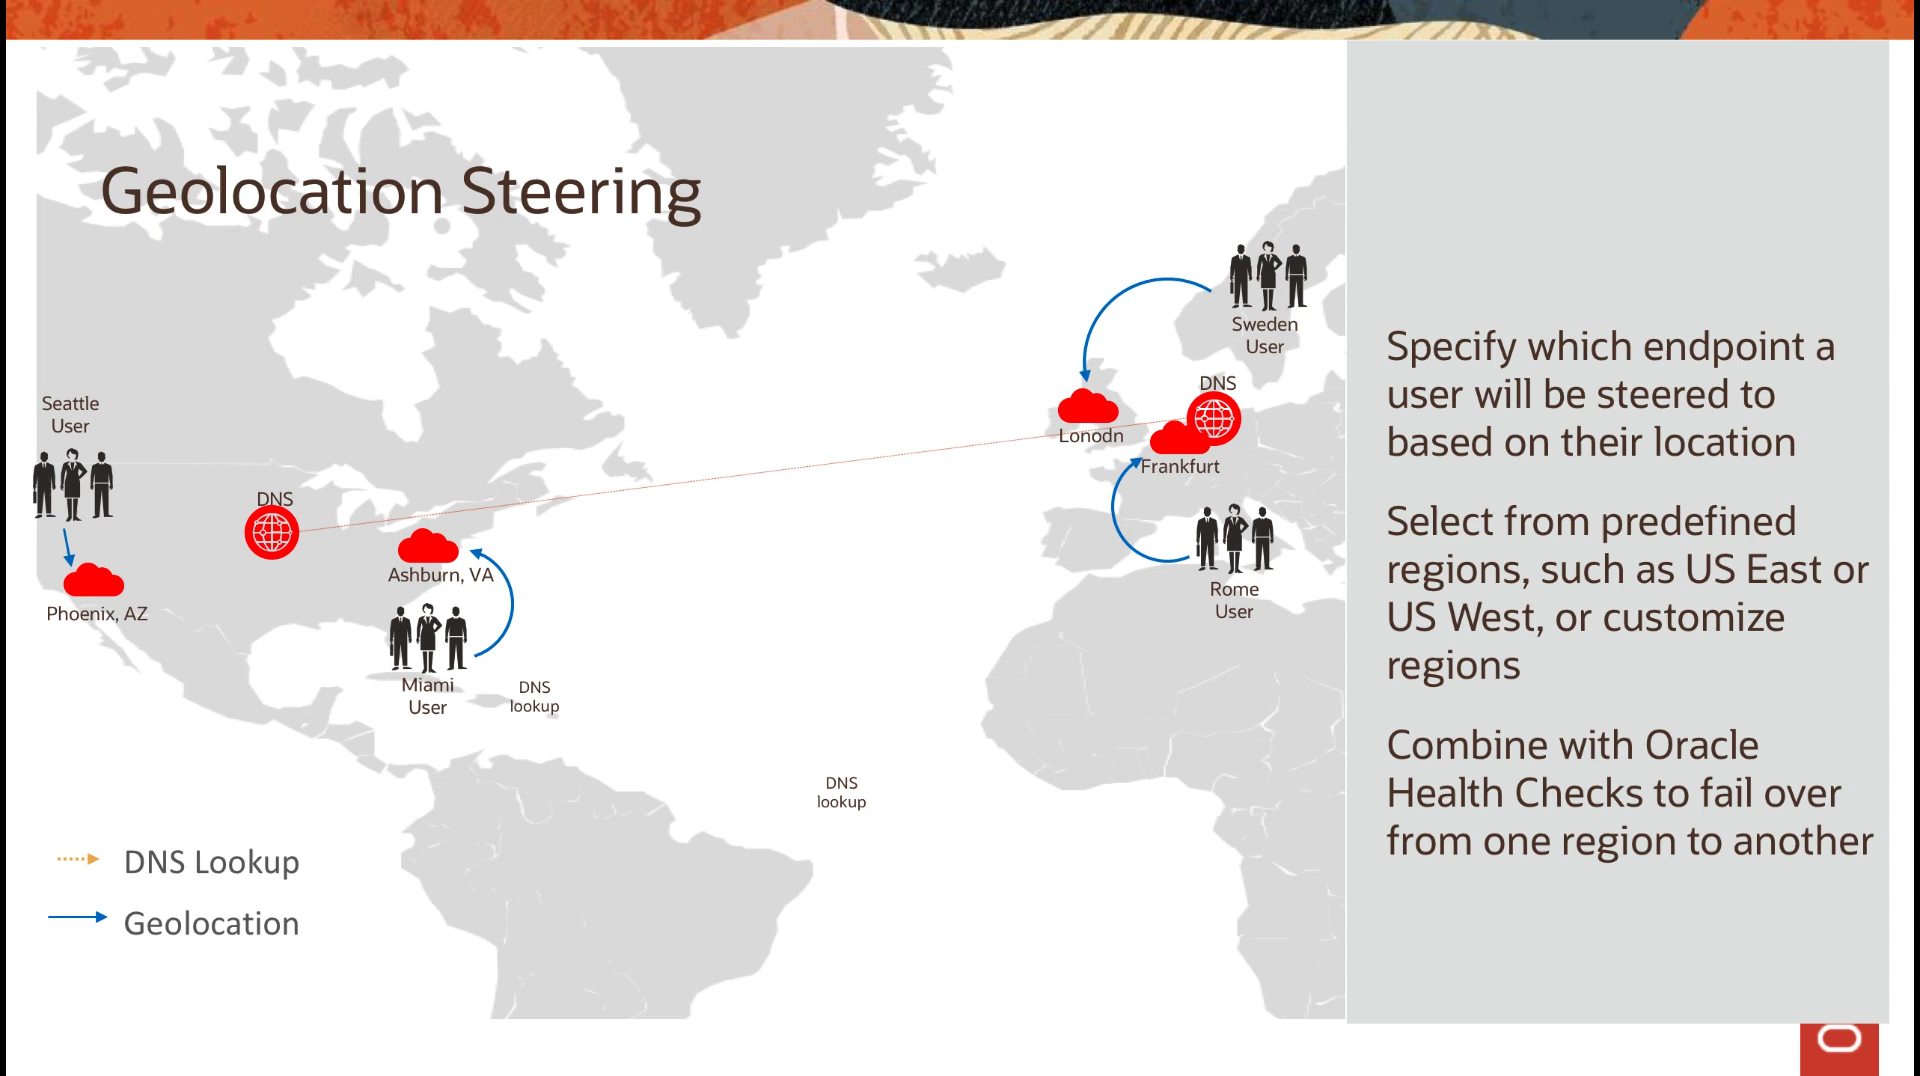 Geolocation Steering
Sweden
User
DNS
Lonodn
Frankfurt
Seattle
User
DNS
Ashburn, VA
Phoenix, AZ
Rome
User
Miami
User
DNS
lookup
DNS
lookup
DNS Lookup
Geolocation
Specify which endpoint a
user will be steered to
based on their location
Select from predefined
regions, such as US East or
US West, or customize
regions
Combine with Oracle
Health Checks to fail over
from one region to another